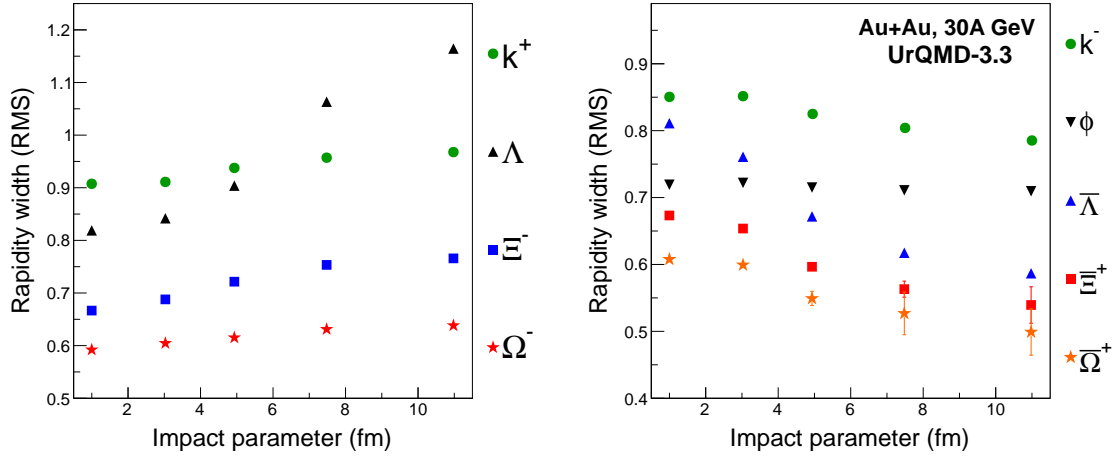 Rapidity width (RMS)
1.2
1.1
1
0.9
0.8
0.7
0.6
0.5
2
4
6
8
10
Impact parameter (fm)
k⁺
Λ
Ξ⁻
Ω⁻
Au+Au, 30A GeV
UrQMD-3.3
Rapidity width (RMS)
0.9
0.8
0.7
0.6
0.5
0.4
2
4
6
8
10
Impact parameter (fm)
k⁻
ϕ
Λ̅
Ξ̅⁺
Ω̅⁺